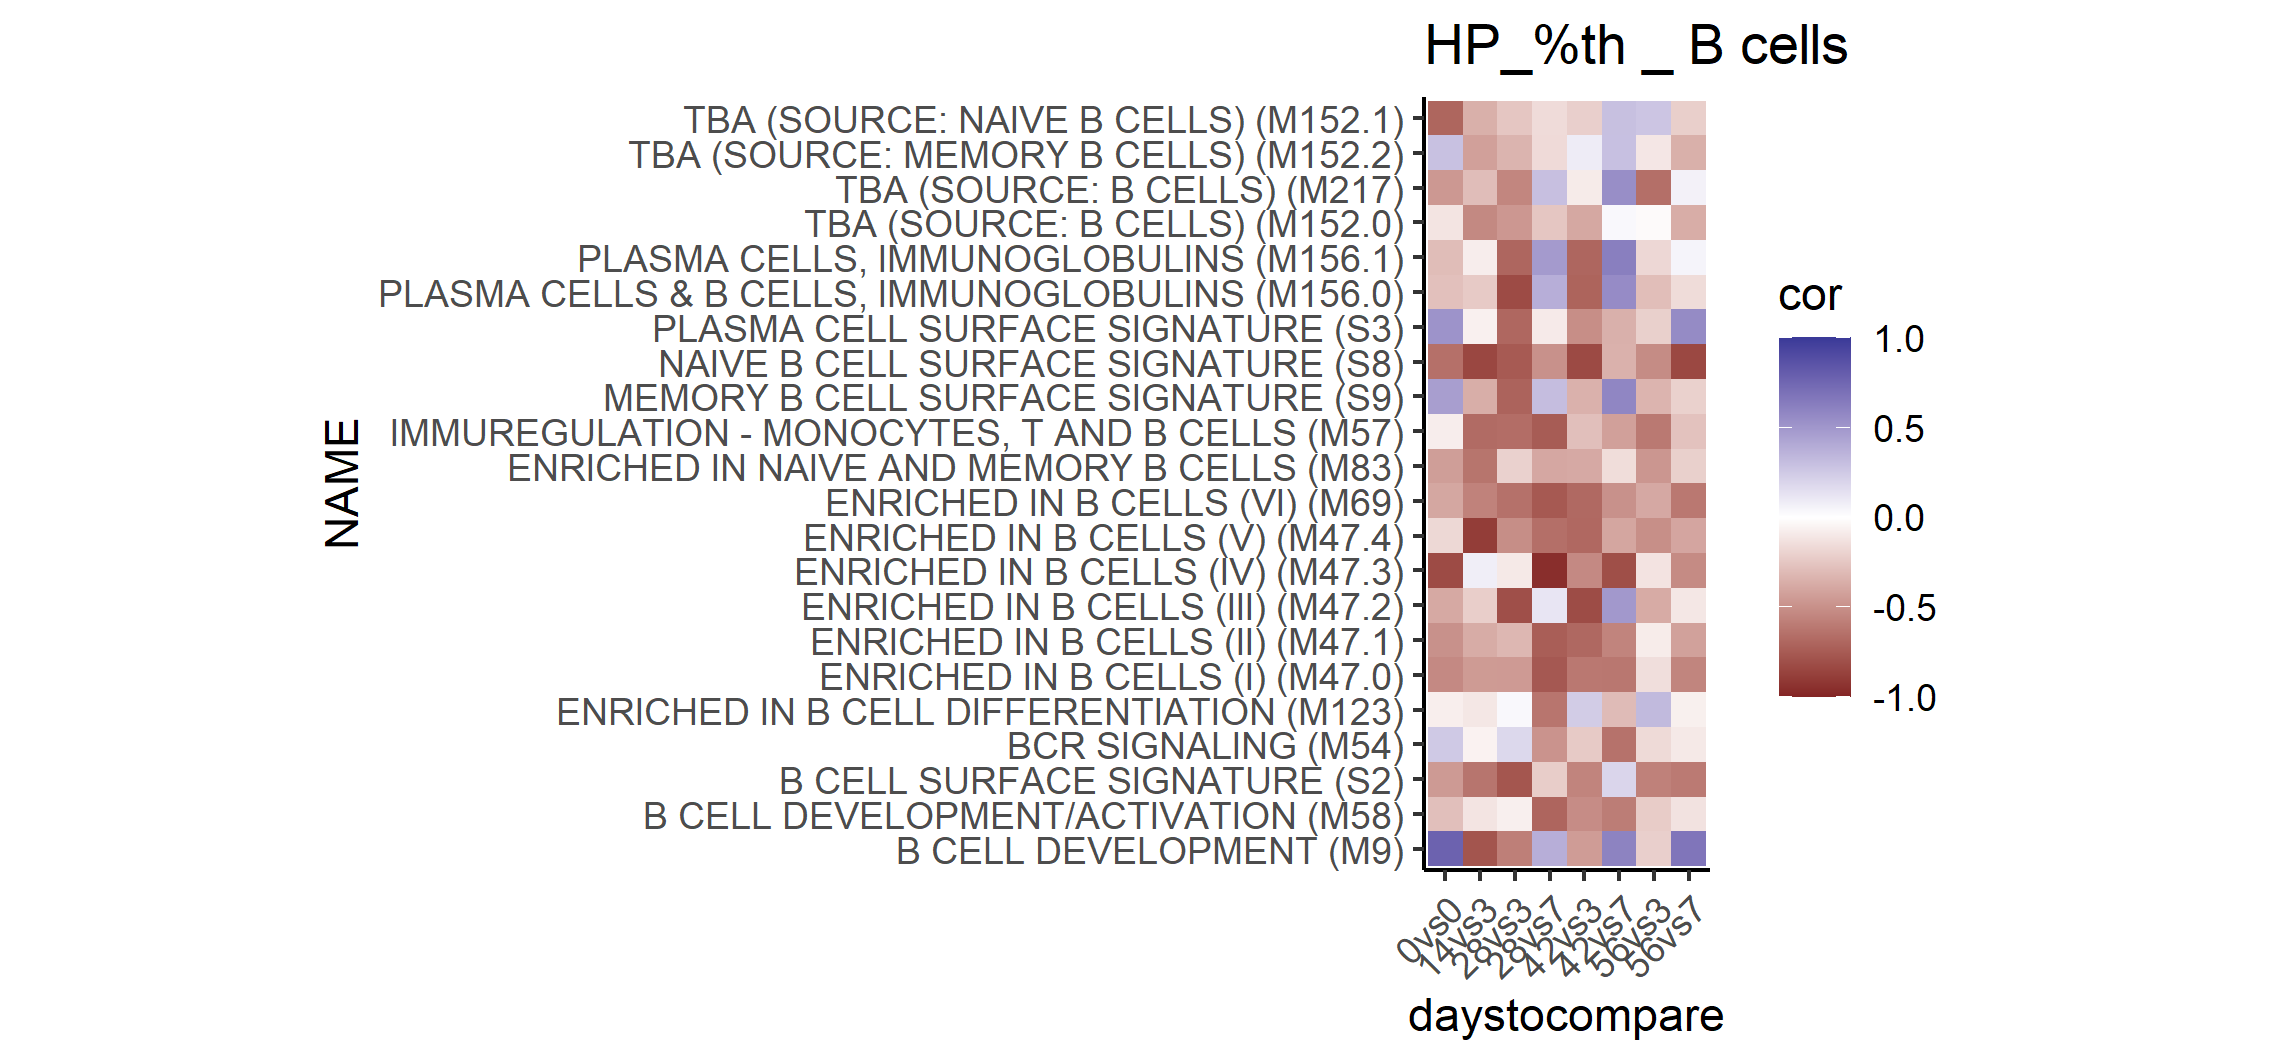 HP_%th _ B cells
TBA (SOURCE: NAIVE B CELLS) (M152.1)
TBA (SOURCE: MEMORY B CELLS) (M152.2)
TBA (SOURCE: B CELLS) (M217)
TBA (SOURCE: B CELLS) (M152.0)
PLASMA CELLS, IMMUNOGLOBULINS (M156.1)
PLASMA CELLS & B CELLS, IMMUNOGLOBULINS (M156.0)
PLASMA CELL SURFACE SIGNATURE (S3)
NAIVE B CELL SURFACE SIGNATURE (S8)
MEMORY B CELL SURFACE SIGNATURE (S9)
IMMUREGULATION - MONOCYTES, T AND B CELLS (M57)
ENRICHED IN NAIVE AND MEMORY B CELLS (M83)
ENRICHED IN B CELLS (VI) (M69)
ENRICHED IN B CELLS (V) (M47.4)
ENRICHED IN B CELLS (IV) (M47.3)
ENRICHED IN B CELLS (III) (M47.2)
ENRICHED IN B CELLS (II) (M47.1)
ENRICHED IN B CELLS (I) (M47.0)
ENRICHED IN B CELL DIFFERENTIATION (M123)
BCR SIGNALING (M54)
B CELL SURFACE SIGNATURE (S2)
B CELL DEVELOPMENT/ACTIVATION (M58)
B CELL DEVELOPMENT (M9)
NAME
0vs0
14vs3
28vs3
28vs7
42vs3
42vs7
56vs3
56vs7
daystocompare
cor
1.0
0.5
0.0
-0.5
-1.0